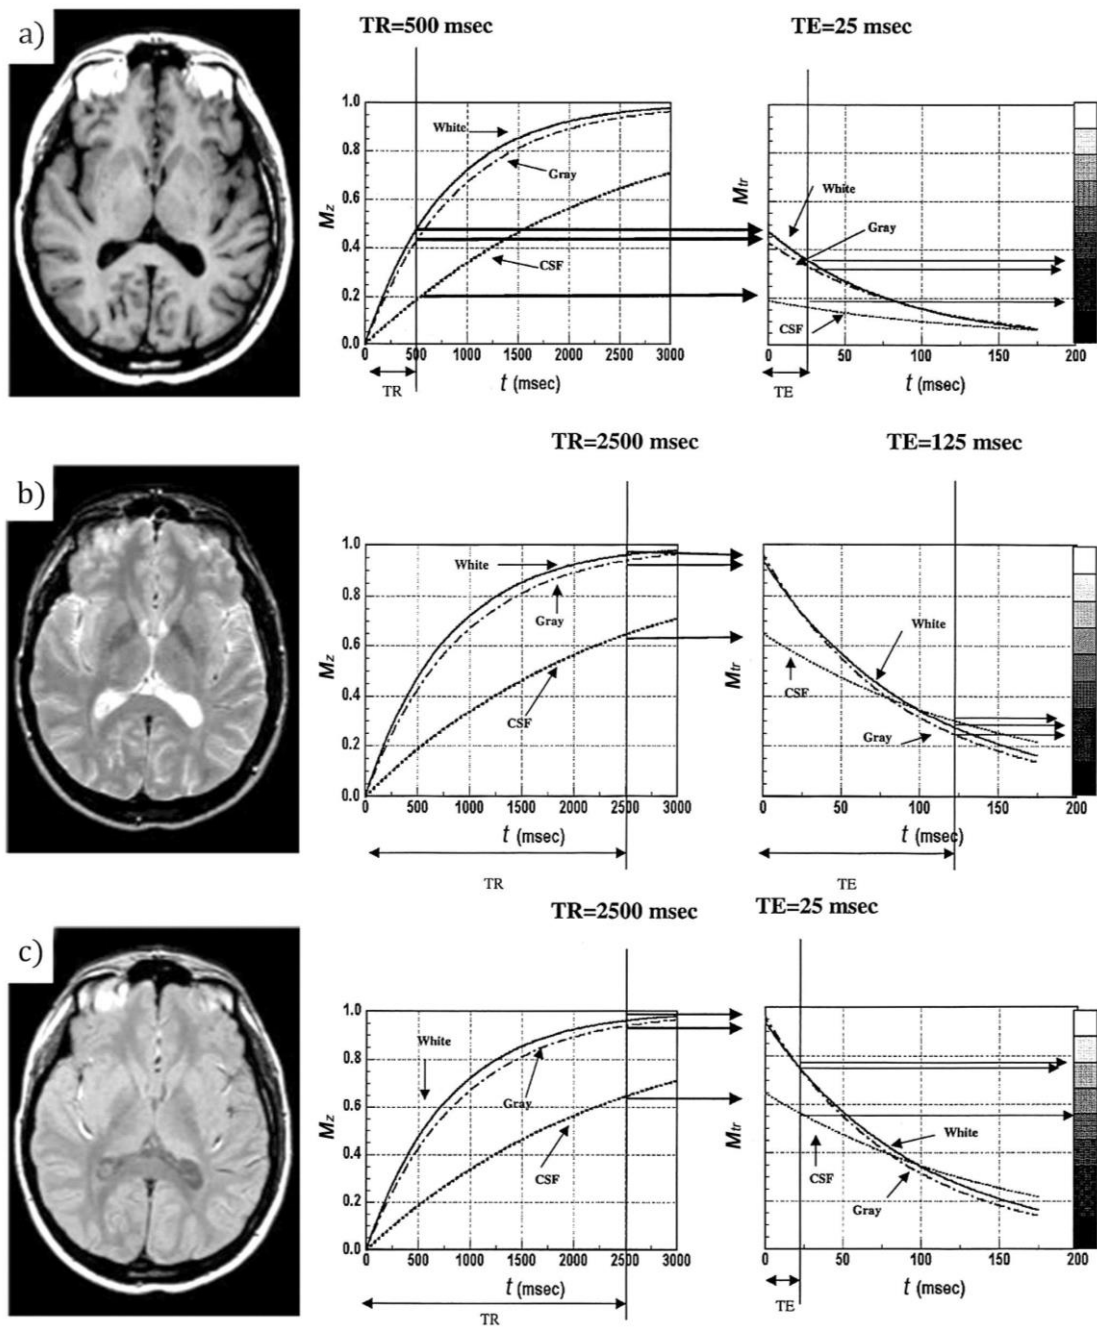 a)
TR=500 msec
TE=25 msec
1.0
0.8
0.6
0.4
0.2
0.0
Mz
White
Gray
CSF
0 500 1000 1500 2000 2500 3000
TR
t (msec)
Mtr
White
Gray
CSF
0 50 100 150 200
TE
t (msec)
b)
TR=2500 msec
TE=125 msec
1.0
0.8
0.6
0.4
0.2
0.0
Mz
White
Gray
CSF
0 500 1000 1500 2000 2500 3000
t (msec)
TR
Mtr
White
CSF
Gray
0 50 100 150 200
t (msec)
TE
c)
TR=2500 msec
TE=25 msec
1.0
0.8
0.6
0.4
0.2
0.0
Mz
White
Gray
CSF
0 500 1000 1500 2000 2500 3000
t (msec)
TR
Mtr
White
CSF
Gray
0 50 100 150 200
TE
t (msec)